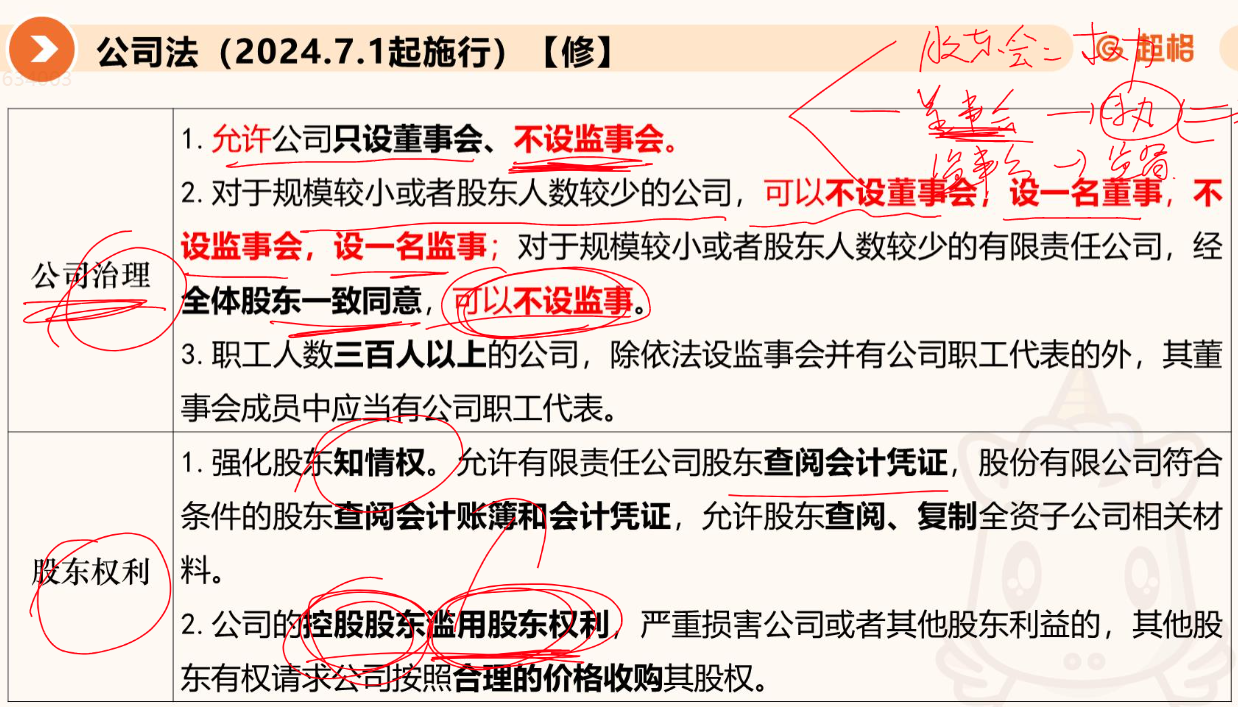 公司法（2024.7.1起施行）【修】
超格
634003
股东会：权力
董事会
监事会 → 监督
公司治理
1. 允许公司只设董事会、不设监事会。
2. 对于规模较小或者股东人数较少的公司，可以不设董事会，设一名董事，不
设监事会，设一名监事；对于规模较小或者股东人数较少的有限责任公司，经
全体股东一致同意，可以不设监事。
3. 职工人数三百人以上的公司，除依法设监事会并有公司职工代表的外，其董
事会成员中应当有公司职工代表。
股东权利
1. 强化股东知情权。允许有限责任公司股东查阅会计凭证，股份有限公司符合
条件的股东查阅会计账簿和会计凭证，允许股东查阅、复制全资子公司相关材
料。
2. 公司的控股股东滥用股东权利，严重损害公司或者其他股东利益的，其他股
东有权请求公司按照合理的价格收购其股权。